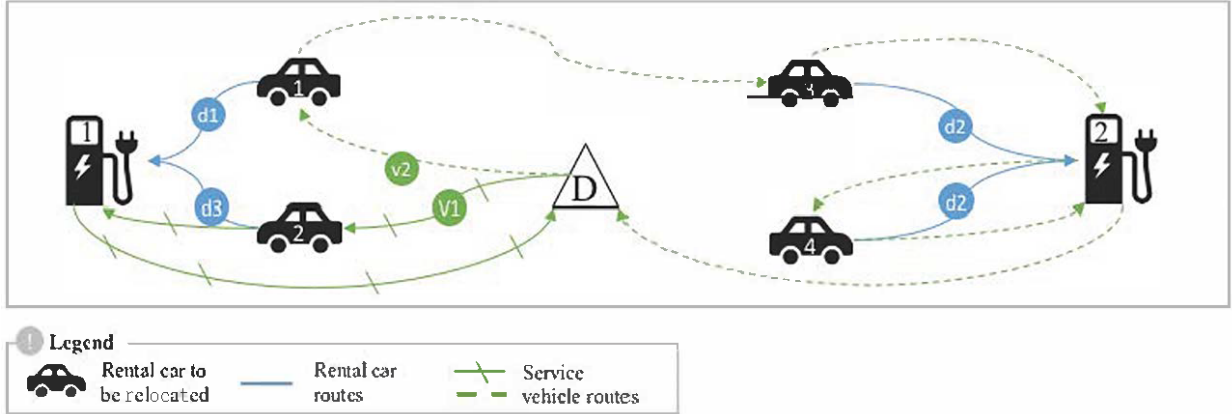 1
d1
1
3
d2
2
v2
D
V1
d3
2
d2
4
! Legend
Rental car to
be relocated
Rental car
routes
Service
vehicle routes